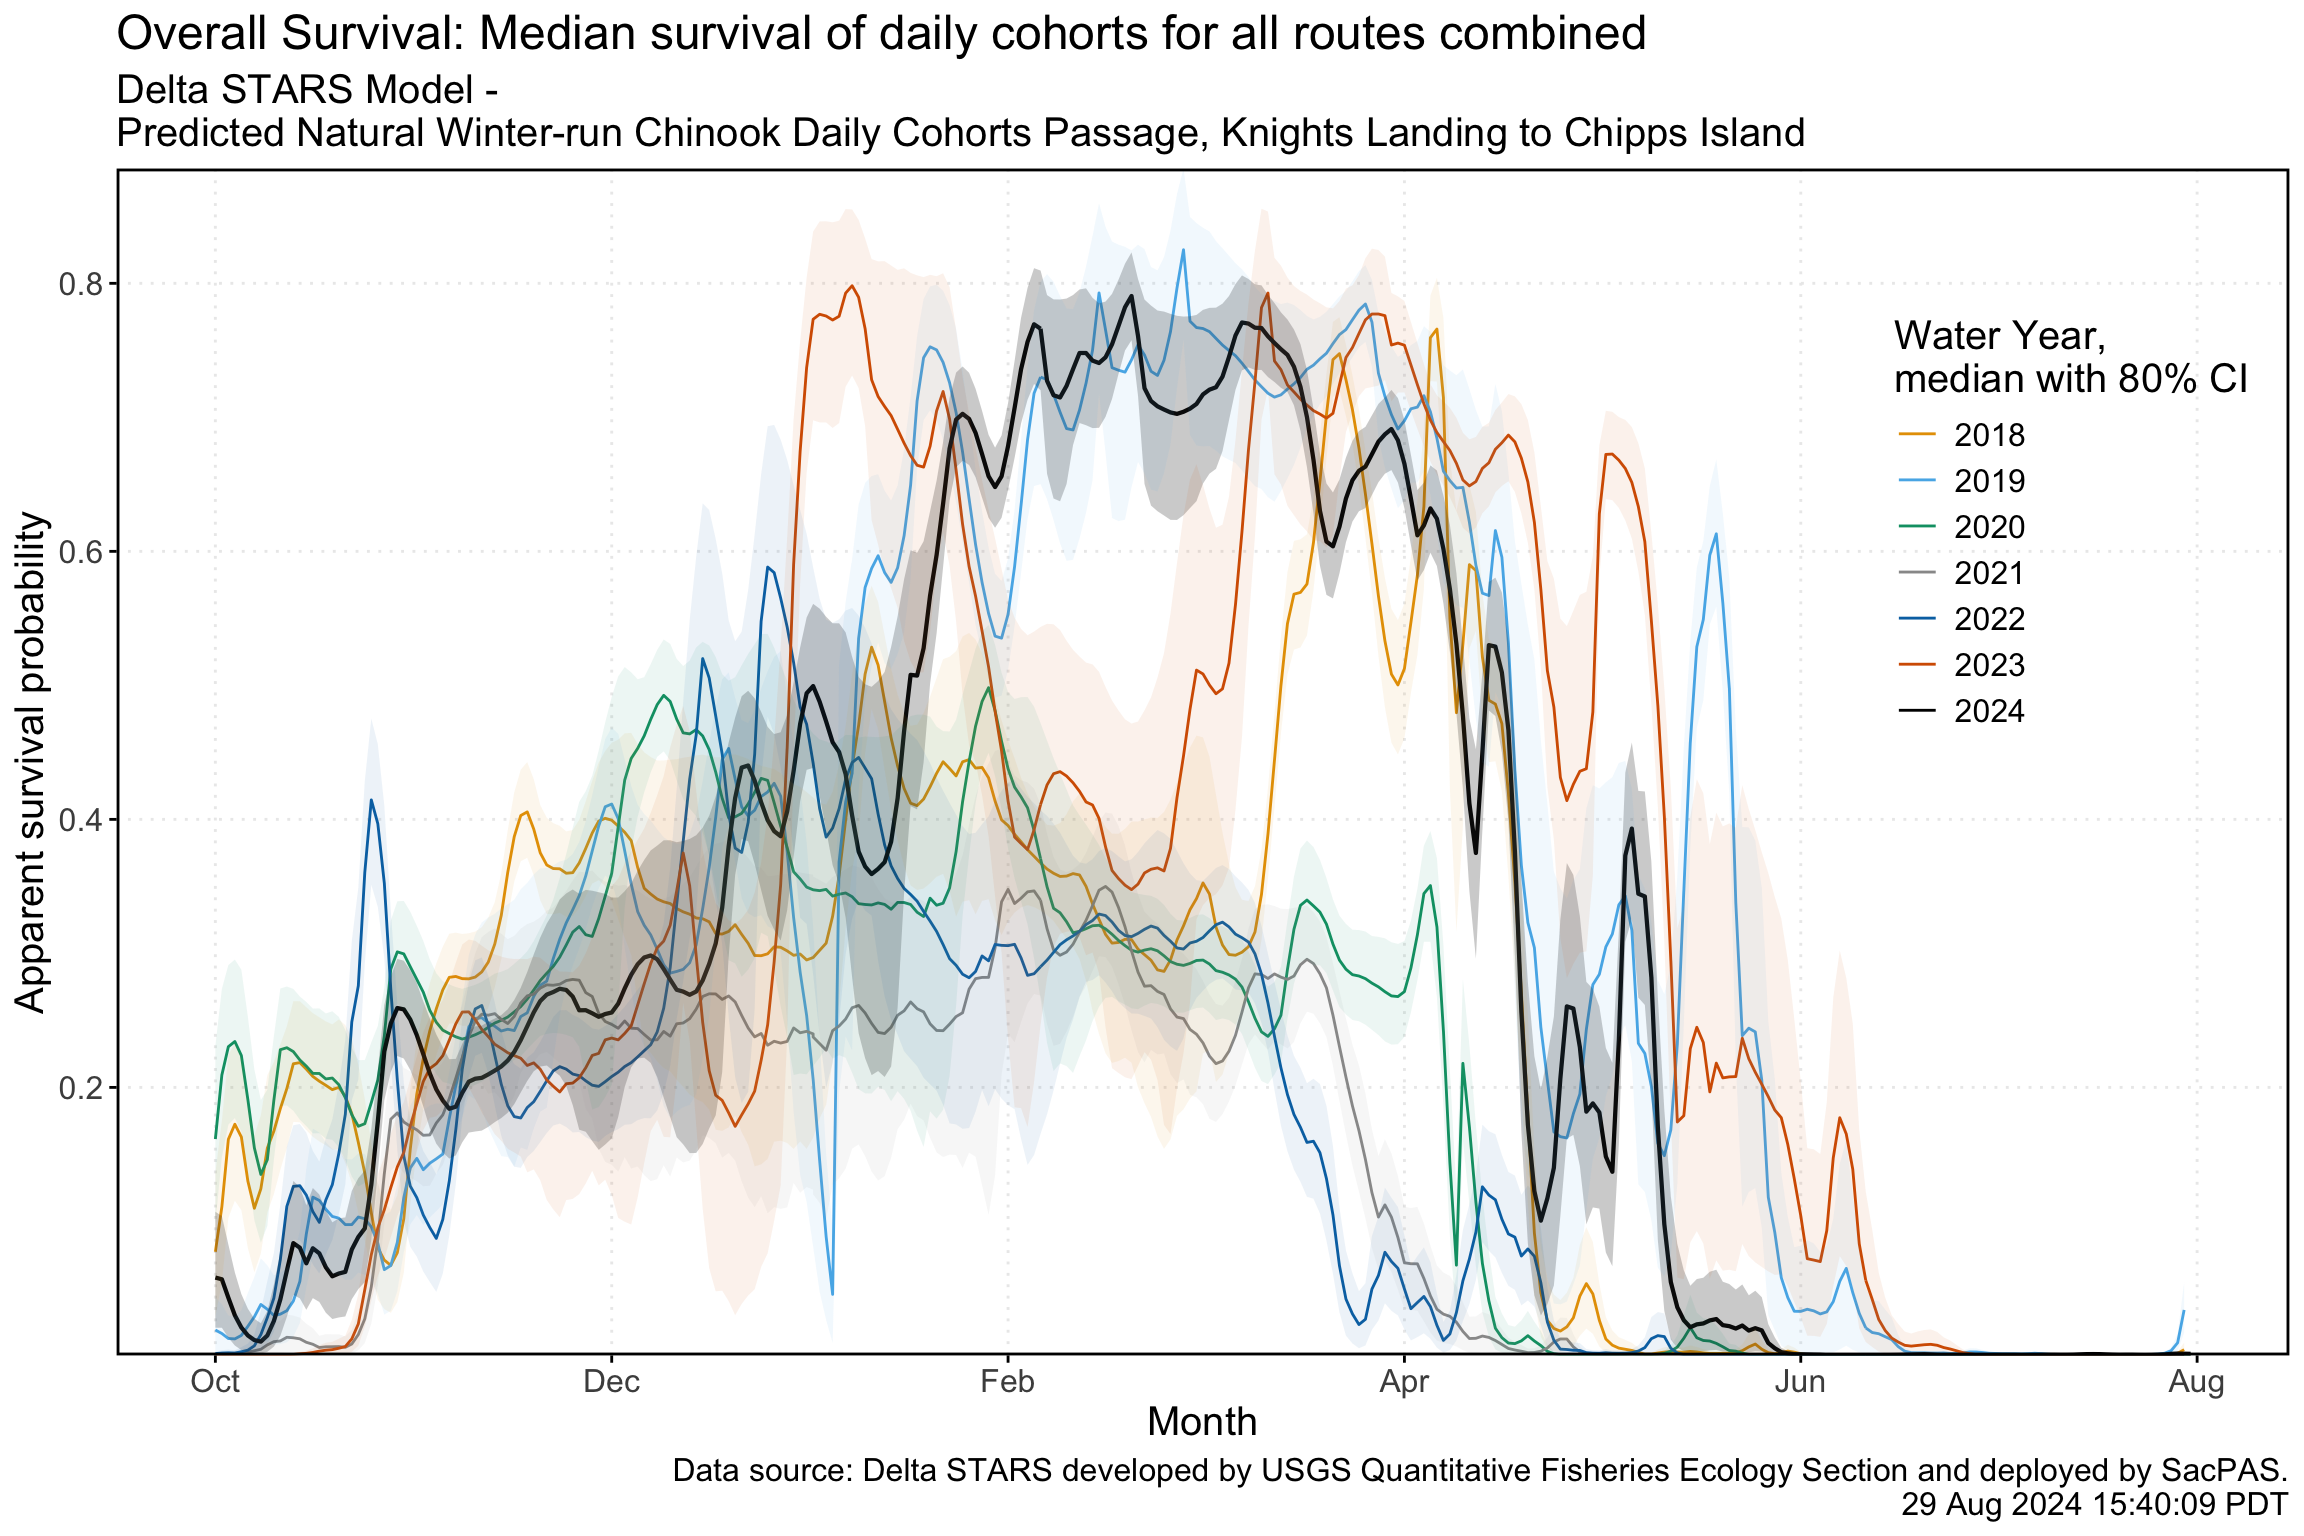 Overall Survival: Median survival of daily cohorts for all routes combined
Delta STARS Model -
Predicted Natural Winter-run Chinook Daily Cohorts Passage, Knights Landing to Chipps Island
Apparent survival probability
0.8
0.6
0.4
0.2
Water Year,
median with 80% CI
2018
2019
2020
2021
2022
2023
2024
Oct
Dec
Feb
Apr
Jun
Aug
Month
Data source: Delta STARS developed by USGS Quantitative Fisheries Ecology Section and deployed by SacPAS.
29 Aug 2024 15:40:09 PDT